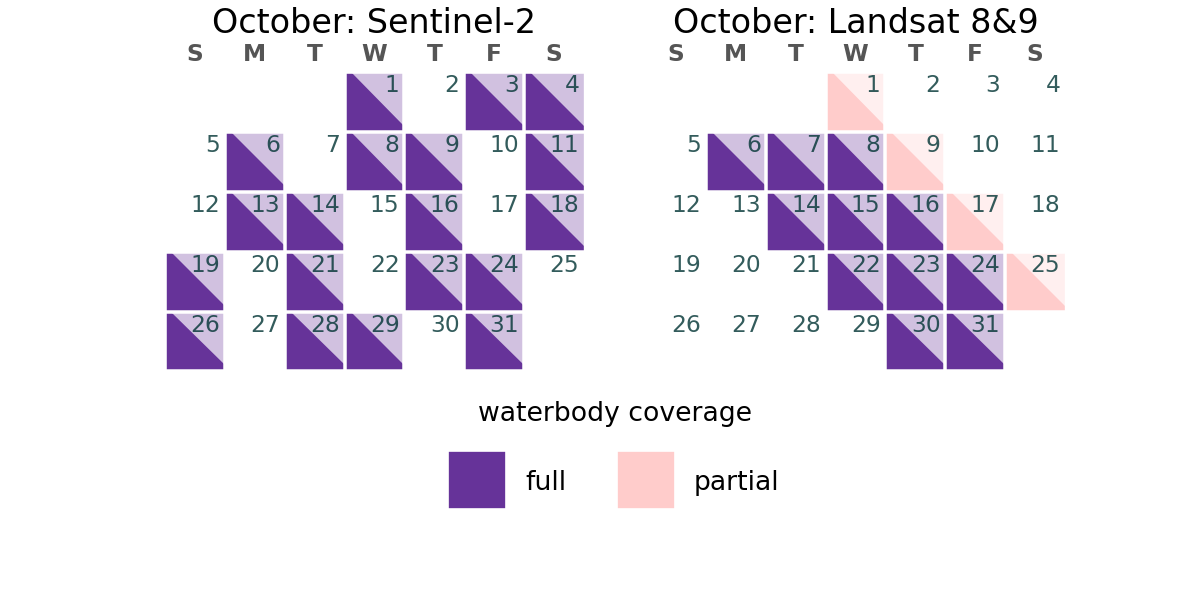 October: Sentinel-2
S M T W T F S
1 2 3 4
5 6 7 8 9 10 11
12 13 14 15 16 17 18
19 20 21 22 23 24 25
26 27 28 29 30 31
October: Landsat 8&9
S M T W T F S
1 2 3 4
5 6 7 8 9 10 11
12 13 14 15 16 17 18
19 20 21 22 23 24 25
26 27 28 29 30 31
waterbody coverage
full partial